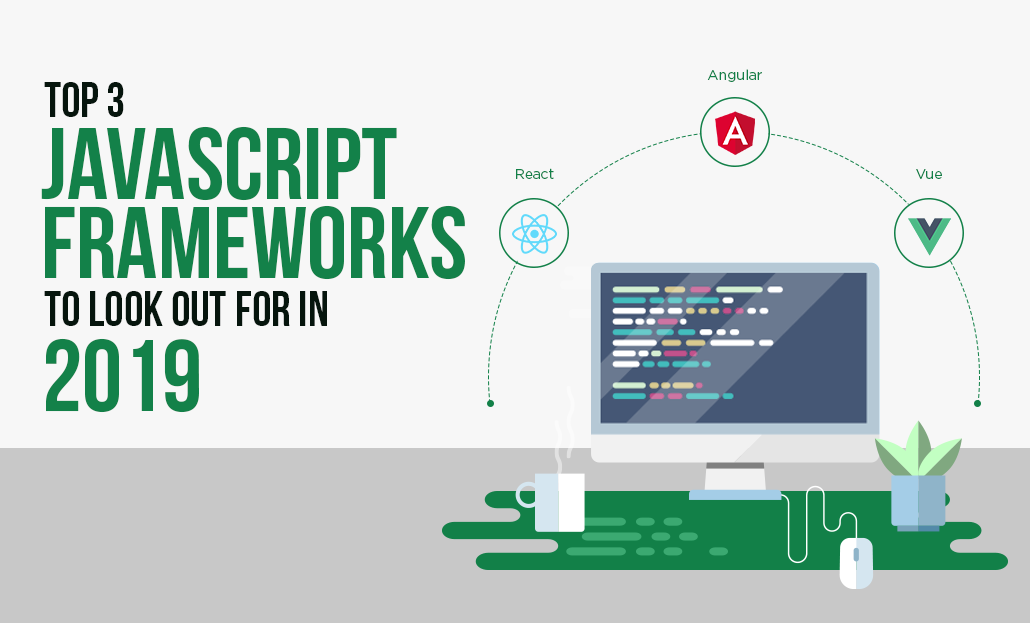 TOP 3
JAVASCRIPT
FRAMEWORKS
TO LOOK OUT FOR IN
2019
Angular
React
Vue